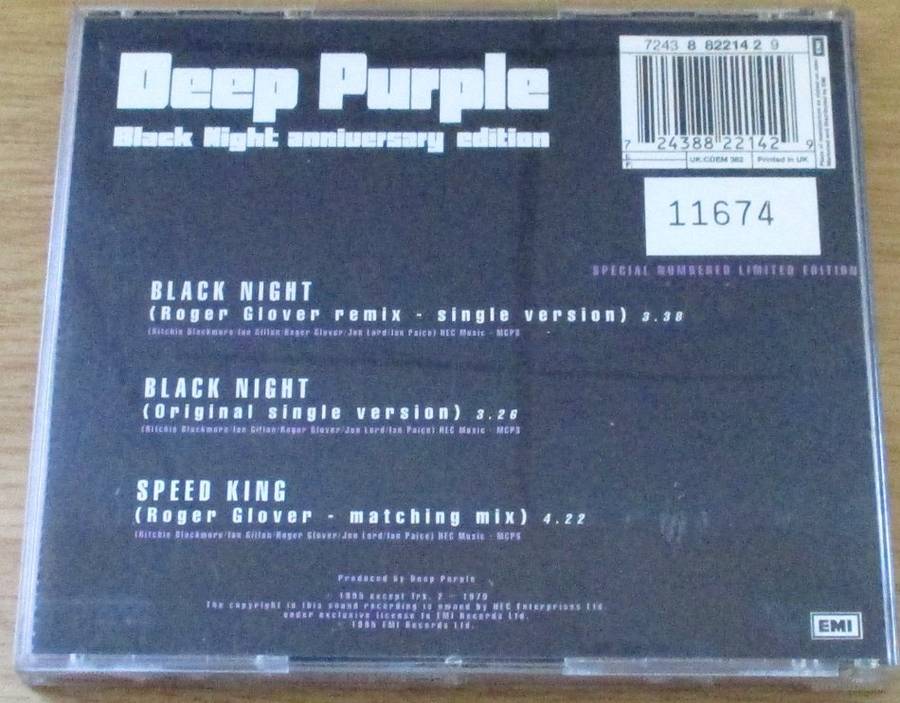 Deep Purple
Black Night anniversary edition
7243 8 82214 2 9
7 24388 22142 9
UK:CDEM 382
Printed in UK
11674
SPECIAL NUMBERED LIMITED EDITION
BLACK NIGHT
(Roger Glover remix - single version) 3.38
(Ritchie Blackmore/Ian Gillan/Roger Glover/Jon Lord/Ian Paice) HEC Music - MCPS
BLACK NIGHT
(Original single version) 3.26
(Ritchie Blackmore/Ian Gillan/Roger Glover/Jon Lord/Ian Paice) HEC Music - MCPS
SPEED KING
(Roger Glover - matching mix) 4.22
(Ritchie Blackmore/Ian Gillan/Roger Glover/Jon Lord/Ian Paice) HEC Music - MCPS
Produced by Deep Purple
1995 except Trk. 2 - 1970
The copyright in this sound recording is owned by HEC Enterprises Ltd.
under exclusive license to EMI Records Ltd.
1995 EMI Records Ltd.
EMI